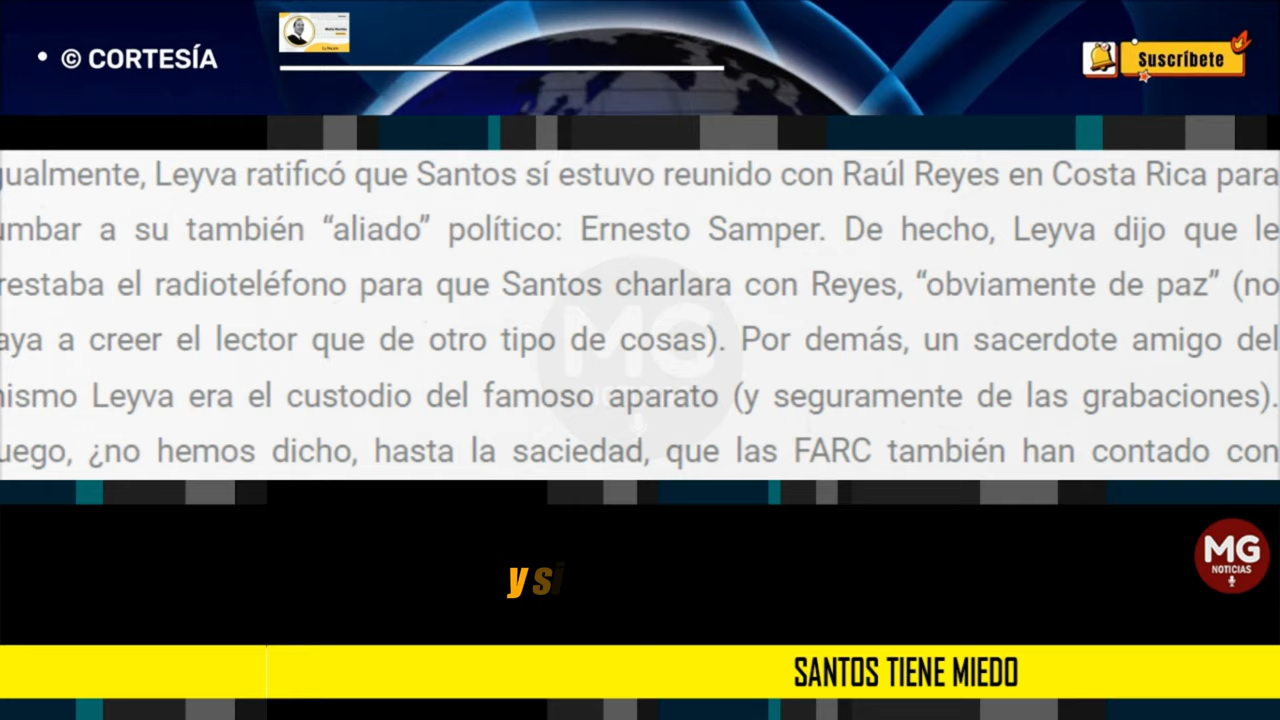 • © CORTESÍA
Suscríbete
gualmente, Leyva ratificó que Santos sí estuvo reunido con Raúl Reyes en Costa Rica para
umbar a su también “aliado” político: Ernesto Samper. De hecho, Leyva dijo que le
restaba el radioteléfono para que Santos charlara con Reyes, “obviamente de paz” (no
aya a creer el lector que de otro tipo de cosas). Por demás, un sacerdote amigo del
nismo Leyva era el custodio del famoso aparato (y seguramente de las grabaciones).
uego, ¿no hemos dicho, hasta la saciedad, que las FARC también han contado con
MG
NOTICIAS
y si
SANTOS TIENE MIEDO